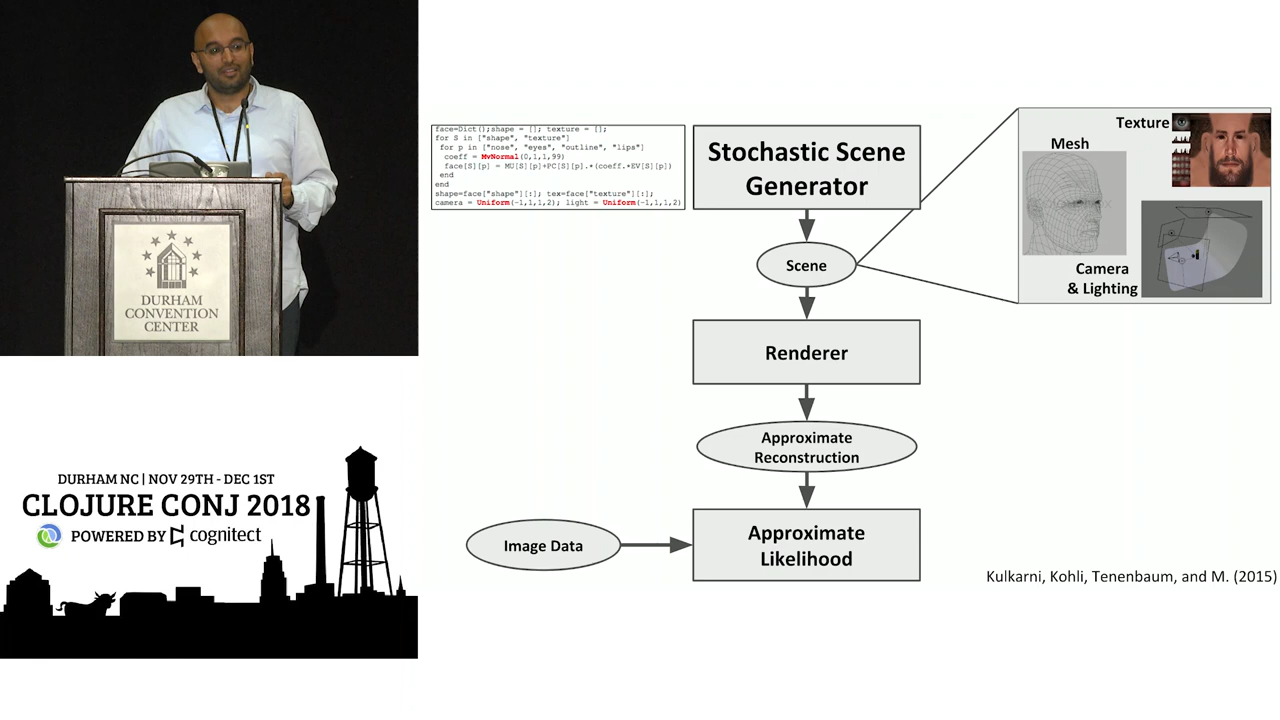 DURHAM
CONVENTION
CENTER
DURHAM NC | NOV 29TH - DEC 1ST
CLOJURE CONJ 2018
POWERED BY cognitect
face=Dict();shape = []; texture = [];
for S in ["shape", "texture"]
for p in ["nose", "eyes", "outline", "lips"]
coeff = MvNormal(0,1,1,99)
face[S][p] = MU[S][p]+PC[S][p].*(coeff.*EV[S][p])
end
end
shape=face["shape"][:]; tex=face["texture"][:];
camera = Uniform(-1,1,1,2); light = Uniform(-1,1,1,2)
Stochastic Scene
Generator
Scene
Renderer
Approximate
Reconstruction
Image Data
Approximate
Likelihood
Texture
Mesh
Camera
& Lighting
Kulkarni, Kohli, Tenenbaum, and M. (2015)